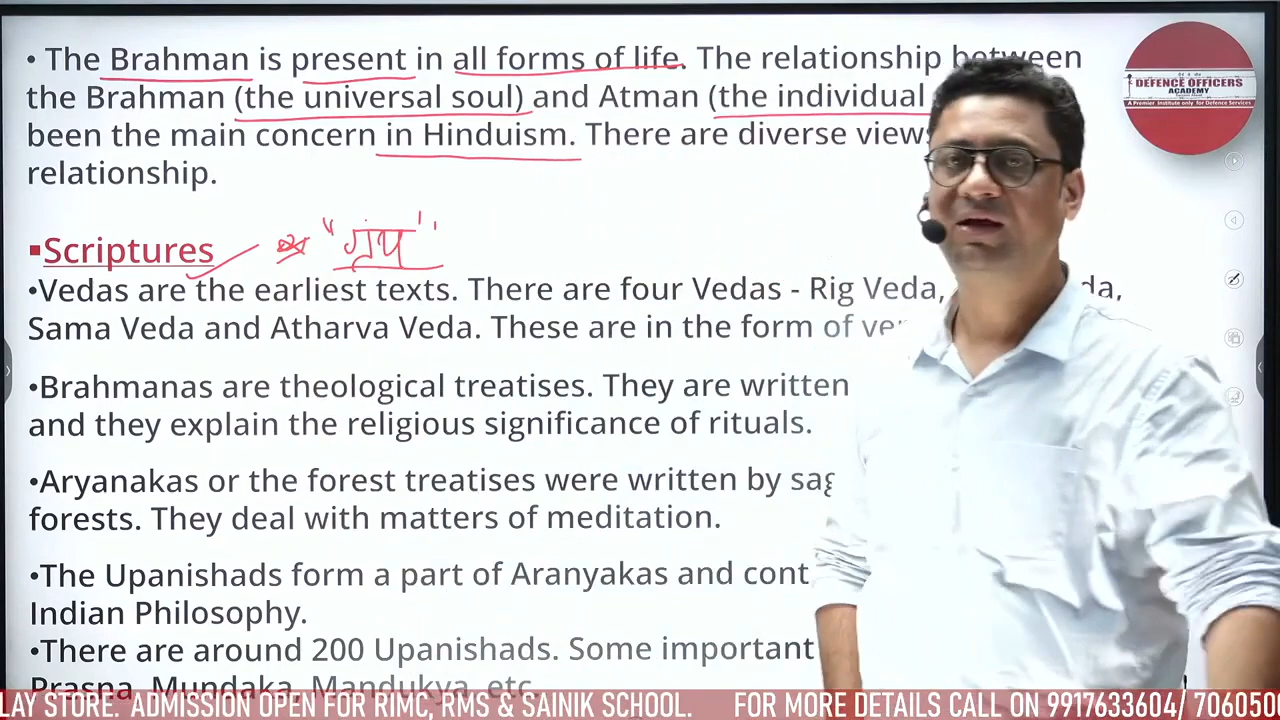 • The Brahman is present in all forms of life. The relationship between
the Brahman (the universal soul) and Atman (the individual
been the main concern in Hinduism. There are diverse views
relationship.
▪Scriptures
•Vedas are the earliest texts. There are four Vedas - Rig Veda, da,
Sama Veda and Atharva Veda. These are in the form of
•Brahmanas are theological treatises. They are written
and they explain the religious significance of rituals.
•Aryanakas or the forest treatises were written by
forests. They deal with matters of meditation.
•The Upanishads form a part of Aranyakas and cont
Indian Philosophy.
•There are around 200 Upanishads. Some important
Prasna, Mundaka, Mandukya, etc.
DEFENCE OFFICERS
ACADEMY
A Premier Institute only for Defence Services
LAY STORE. ADMISSION OPEN FOR RIMC, RMS & SAINIK SCHOOL. FOR MORE DETAILS CALL ON 9917633604/ 706050